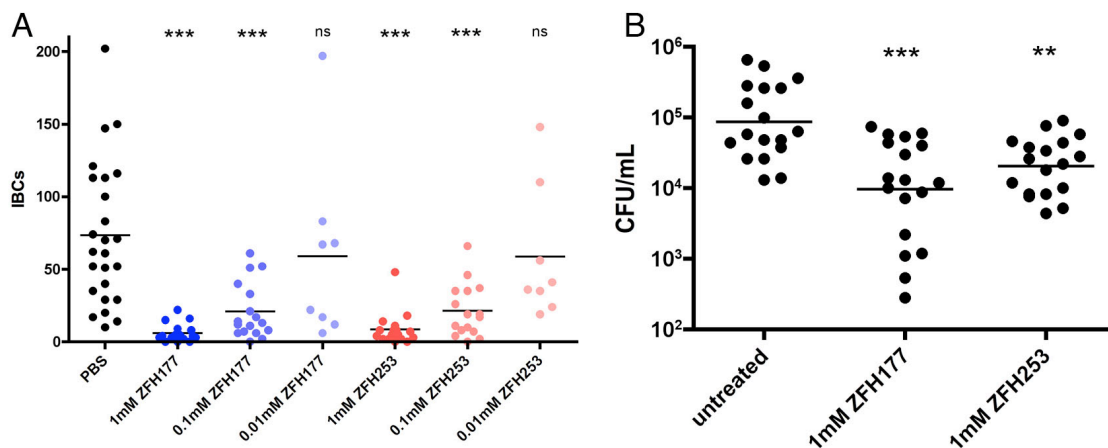 A
IBCs
200
150
100
50
0
*** *** ns *** *** ns
PBS
1mM ZFH177
0.1mM ZFH177
0.01mM ZFH177
1mM ZFH253
0.1mM ZFH253
0.01mM ZFH253
B
CFU/mL
10⁶
10⁵
10⁴
10³
10²
*** **
untreated
1mM ZFH177
1mM ZFH253